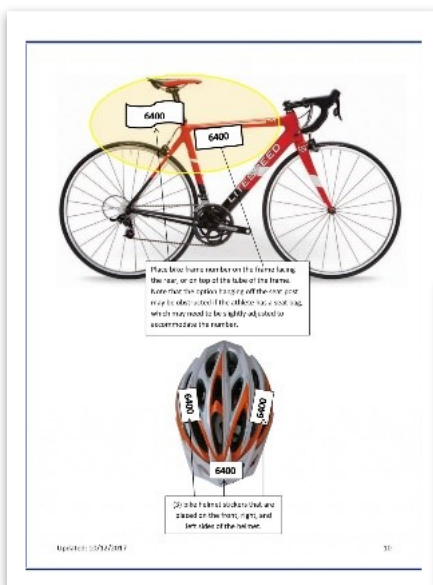 6400
6400
LITESPEED
Place bike frame number on the frame facing
the rear, or on top of the tube of the frame.
Note that the option hanging off the seat post
may be obstructed if the athlete has a seat bag,
which may need to be slightly adjusted to
accommodate the number.
6400
6400
6400
(3) bike helmet stickers that are
placed on the front, right, and
left sides of the helmet.
Updated: 10/12/2017
10